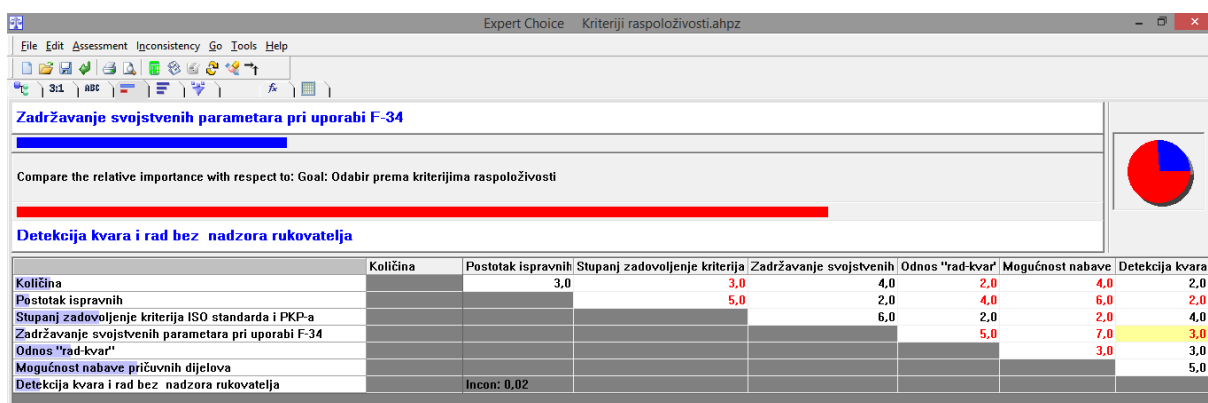 Expert Choice Kriteriji raspoloživosti.ahpz
File Edit Assessment Inconsistency Go Tools Help
3:1 ABC fx
Zadržavanje svojstvenih parametara pri uporabi F-34
Compare the relative importance with respect to: Goal: Odabir prema kriterijima raspoloživosti
Detekcija kvara i rad bez nadzora rukovatelja
Količina Postotak ispravnih Stupanj zadovoljenje kriterija Zadržavanje svojstvenih Odnos "rad-kvar" Mogućnost nabave Detekcija kvara
Količina 3,0 3,0 4,0 2,0 4,0 2,0
Postotak ispravnih 5,0 2,0 4,0 6,0 2,0
Stupanj zadovoljenje kriterija ISO standarda i PKP-a 6,0 2,0 2,0 4,0
Zadržavanje svojstvenih parametara pri uporabi F-34 5,0 7,0 3,0
Odnos "rad-kvar" 3,0 3,0
Mogućnost nabave pričuvnih dijelova 5,0
Detekcija kvara i rad bez nadzora rukovatelja Incon: 0,02